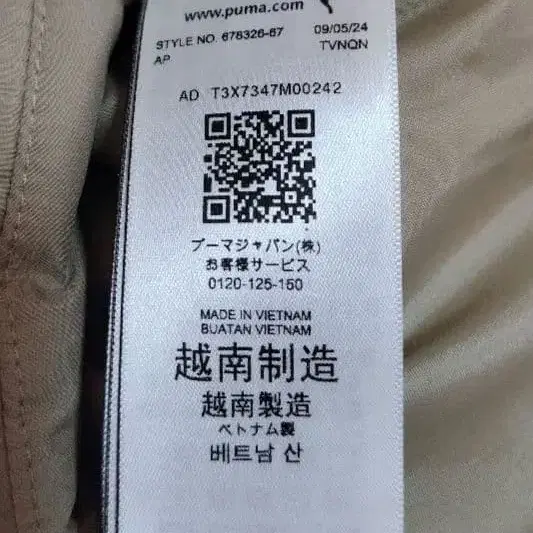 www.puma.com
STYLE NO. 678326-67 09/05/24
AP TVNQN
AD T3X7347M00242
プーマジャパン(株)
お客様サービス
0120-125-150
MADE IN VIETNAM
BUATAN VIETNAM
越南制造
越南製造
ベトナム製
베트남 산